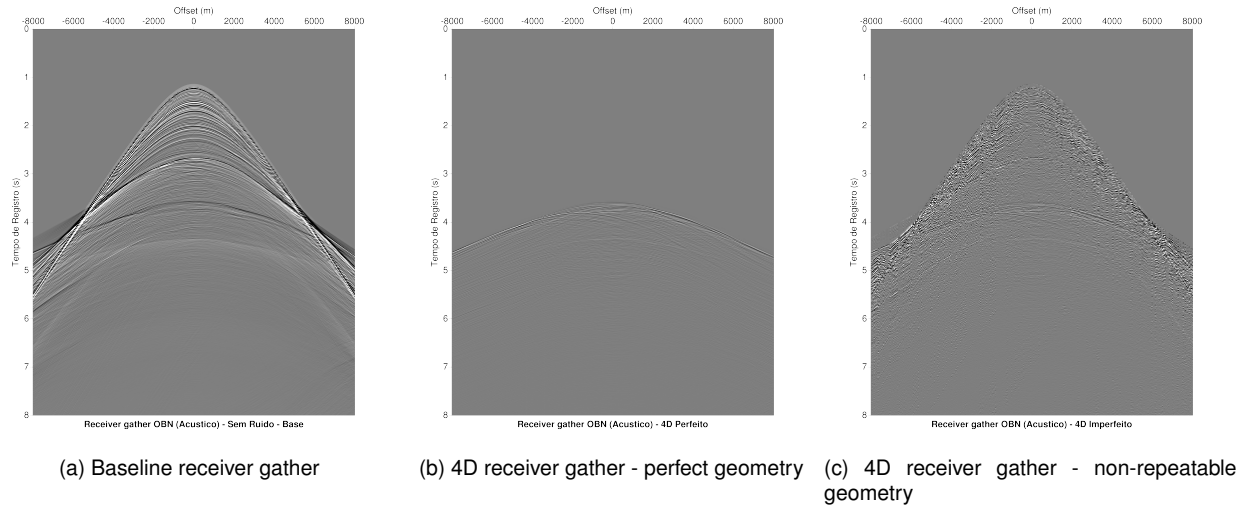 Offset (m)
-8000 -6000 -4000 -2000 0 2000 4000 6000 8000
Tempo de Registro (s)
0
1
2
3
4
5
6
7
8
Receiver gather OBN (Acustico) - Sem Ruido - Base
(a) Baseline receiver gather
Offset (m)
-8000 -6000 -4000 -2000 0 2000 4000 6000 8000
Tempo de Registro (s)
0
1
2
3
4
5
6
7
8
Receiver gather OBN (Acustico) - 4D Perfeito
(b) 4D receiver gather - perfect geometry
Offset (m)
-8000 -6000 -4000 -2000 0 2000 4000 6000 8000
Tempo de Registro (s)
0
1
2
3
4
5
6
7
8
Receiver gather OBN (Acustico) - 4D Imperfeito
(c) 4D receiver gather - non-repeatable
geometry